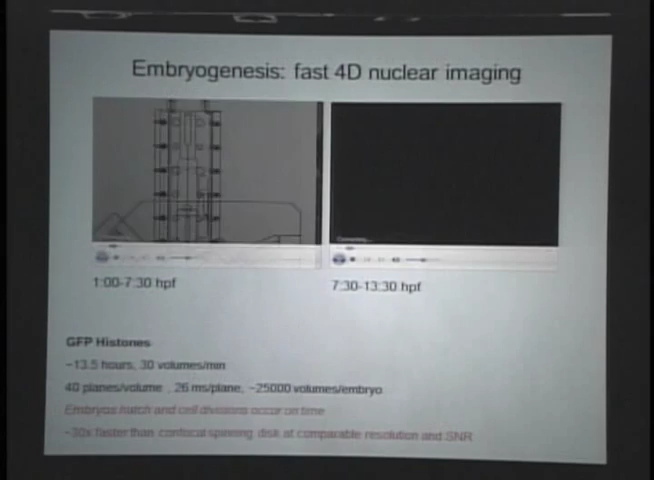 Embryogenesis: fast 4D nuclear imaging
1:00-7:30 hpf
7:30-13:30 hpf
GFP Histones
~13.5 hours, 30 volumes/min
40 planes/volume , 26 ms/plane, ~25000 volumes/embryo
Embryos hatch and cell divisions occur on time
~30x faster than confocal spinning disk at comparable resolution and SNR